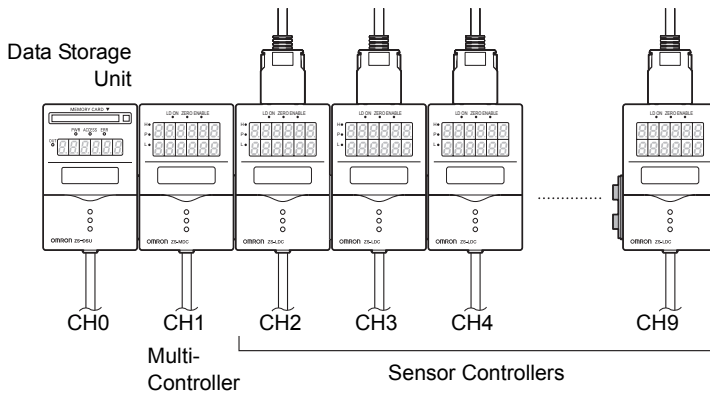 Data Storage
Unit
MEMORY CARD ▼
PWR ACCESS ERR
OUT
OMRON ZS-DSU
LD ON ZERO ENABLE
H
P
L
OMRON ZS-MDC
LD ON ZERO ENABLE
H
P
L
OMRON ZS-LDC
LD ON ZERO ENABLE
H
P
L
OMRON ZS-LDC
LD ON ZERO ENABLE
H
P
L
OMRON ZS-LDC
LD ON ZERO ENABLE
H
P
L
OMRON ZS-LDC
CH0 CH1 CH2 CH3 CH4 CH9
Multi-
Controller
Sensor Controllers